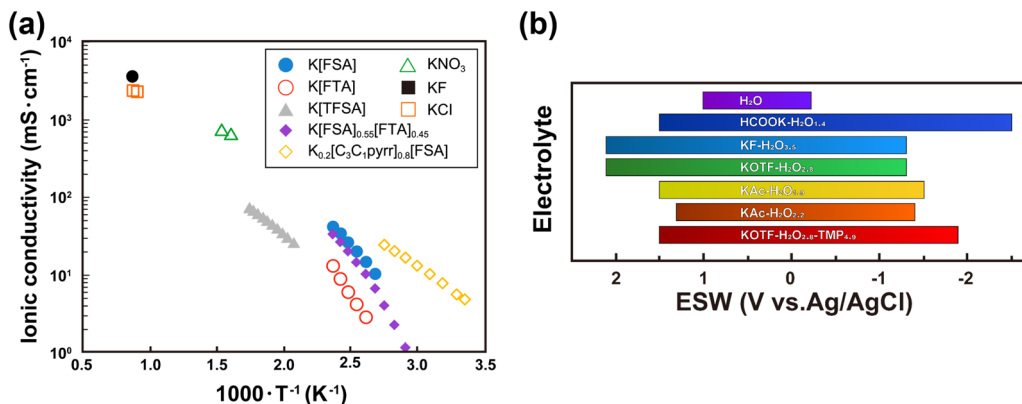 (a)
Ionic conductivity (mS·cm⁻¹)
10⁴
10³
10²
10¹
10⁰
K[FSA]
K[FTA]
K[TFSA]
K[FSA]₀.₅₅[FTA]₀.₄₅
K₀.₂[C₃C₁pyrr]₀.₈[FSA]
KNO₃
KF
KCl
0.5 1.0 1.5 2.0 2.5 3.0 3.5
1000·T⁻¹ (K⁻¹)
(b)
Electrolyte
H₂O
HCOOK-H₂O₁.₄
KF-H₂O₃.₅
KOTF-H₂O₂.₈
KAc-H₂O₂.₂
KOTF-H₂O₂.₈-TMP₄.₉
2 1 0 -1 -2
ESW (V vs.Ag/AgCl)